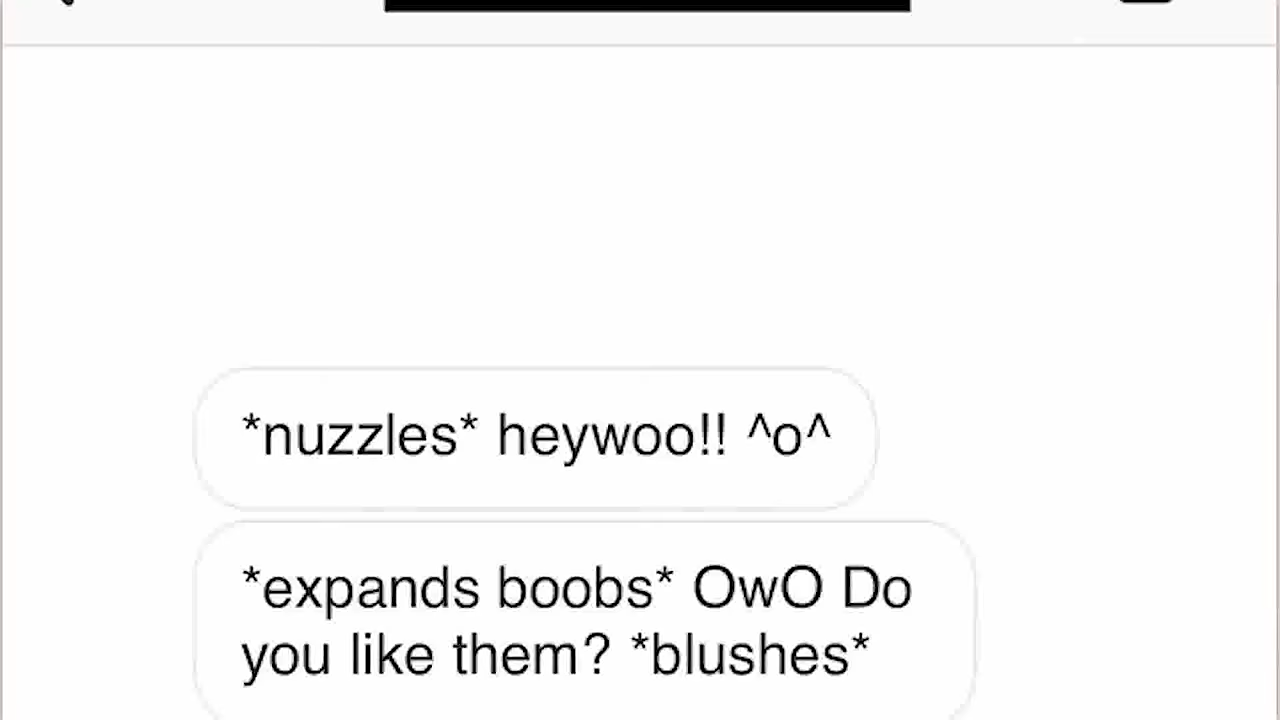 *nuzzles* heywoo!! ^o^
*expands boobs* OwO Do
you like them? *blushes*